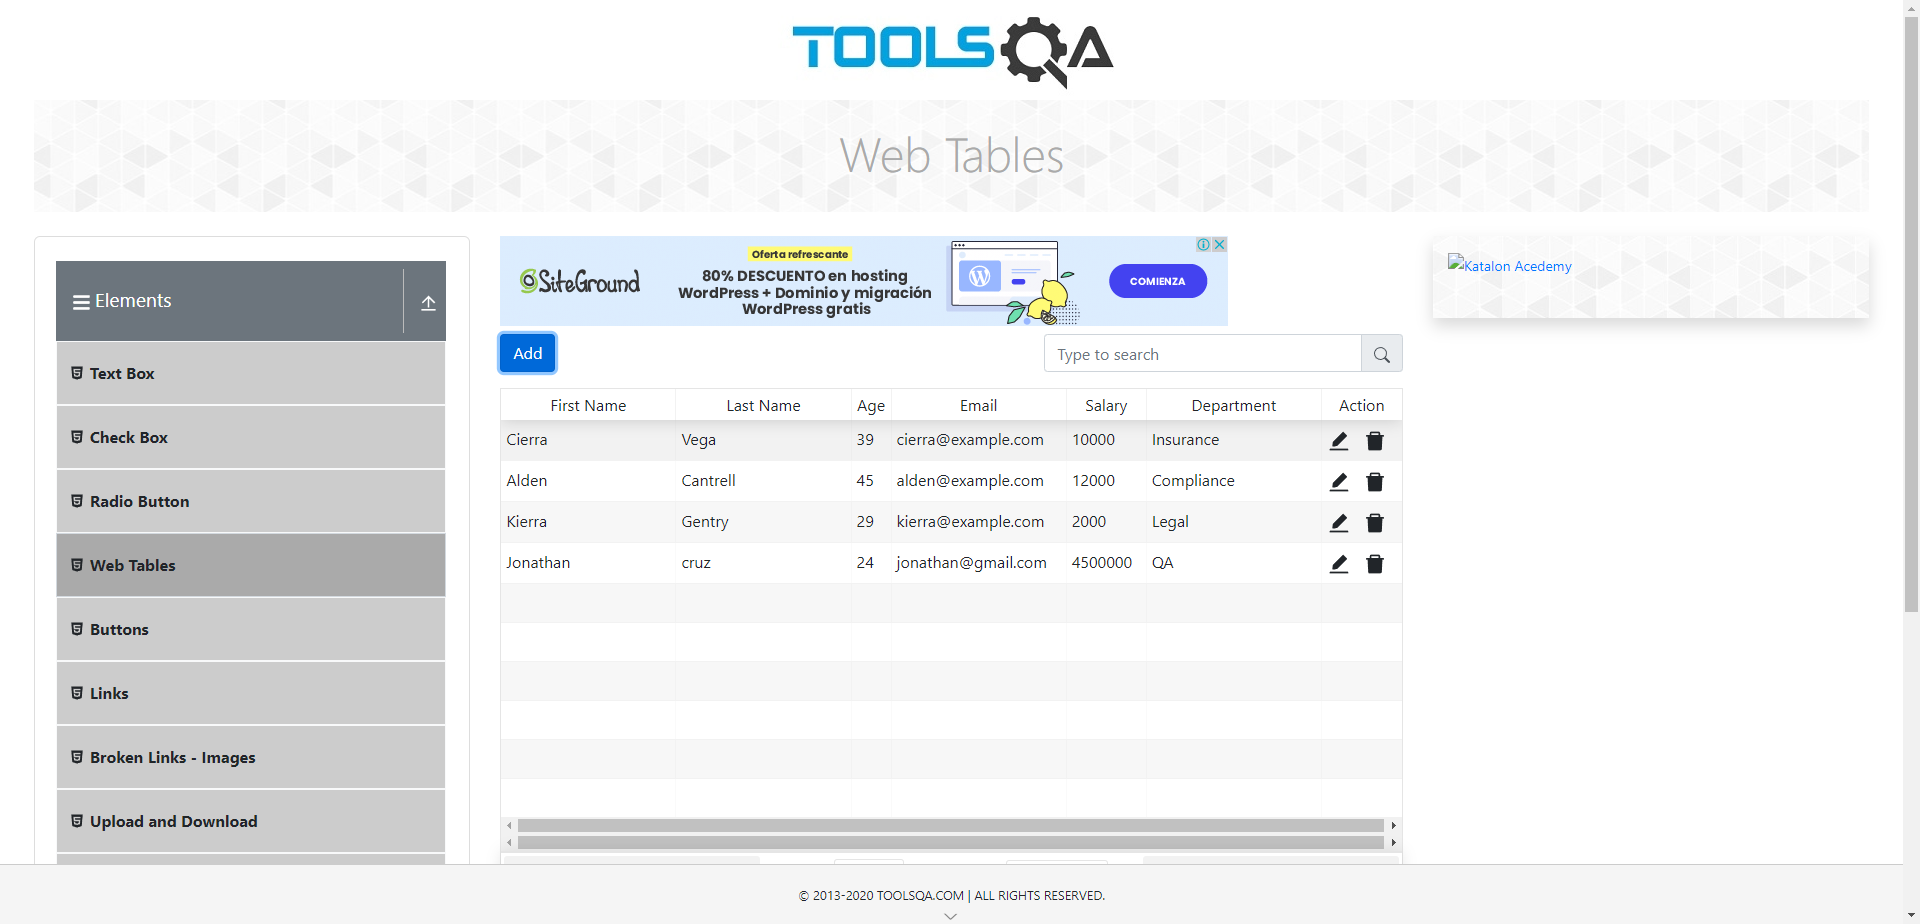 TOOLSQA
Web Tables
Elements
Text Box
Check Box
Radio Button
Web Tables
Buttons
Links
Broken Links - Images
Upload and Download
SiteGround
Oferta refrescante
80% DESCUENTO en hosting
WordPress + Dominio y migración
WordPress gratis
COMIENZA
Katalon Acedemy
Add
Type to search
First Name Last Name Age Email Salary Department Action
Cierra Vega 39 cierra@example.com 10000 Insurance
Alden Cantrell 45 alden@example.com 12000 Compliance
Kierra Gentry 29 kierra@example.com 2000 Legal
Jonathan cruz 24 jonathan@gmail.com 4500000 QA
© 2013-2020 TOOLSQA.COM | ALL RIGHTS RESERVED.